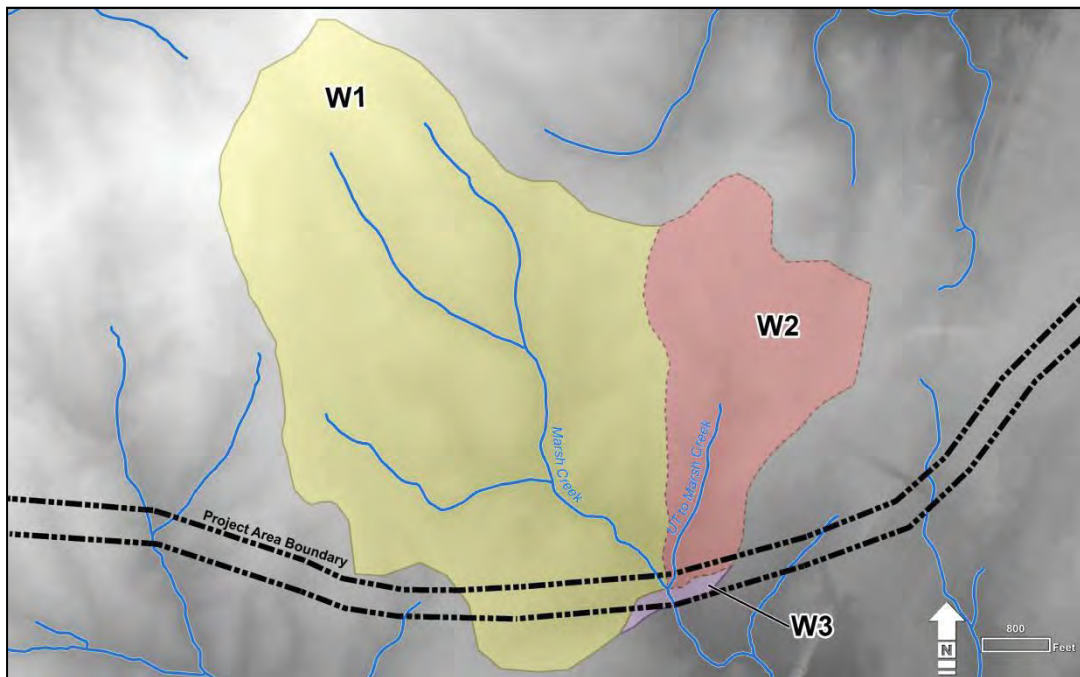 W1
W2
Marsh Creek
UT to Marsh Creek
Project Area Boundary
W3
N
800
Feet